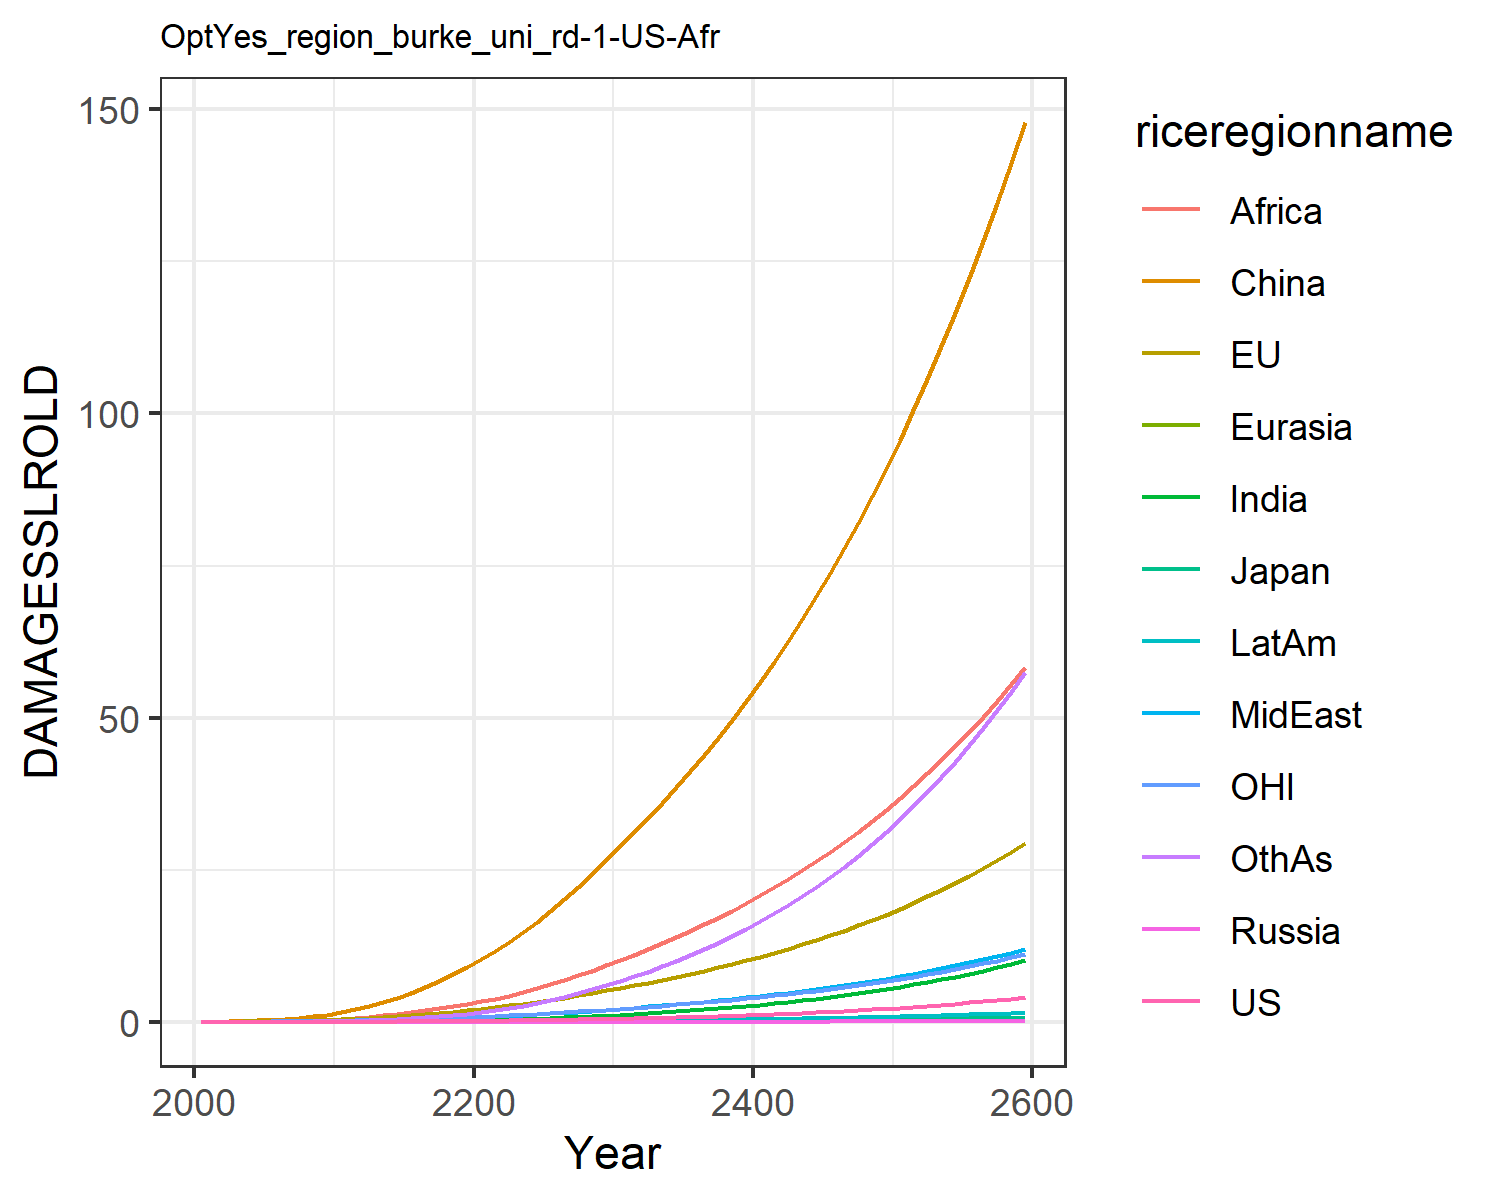 OptYes_region_burke_uni_rd-1-US-Afr
150
100
50
0
DAMAGESSLROLD
2000
2200
2400
2600
Year
riceregionname
Africa
China
EU
Eurasia
India
Japan
LatAm
MidEast
OHI
OthAs
Russia
US